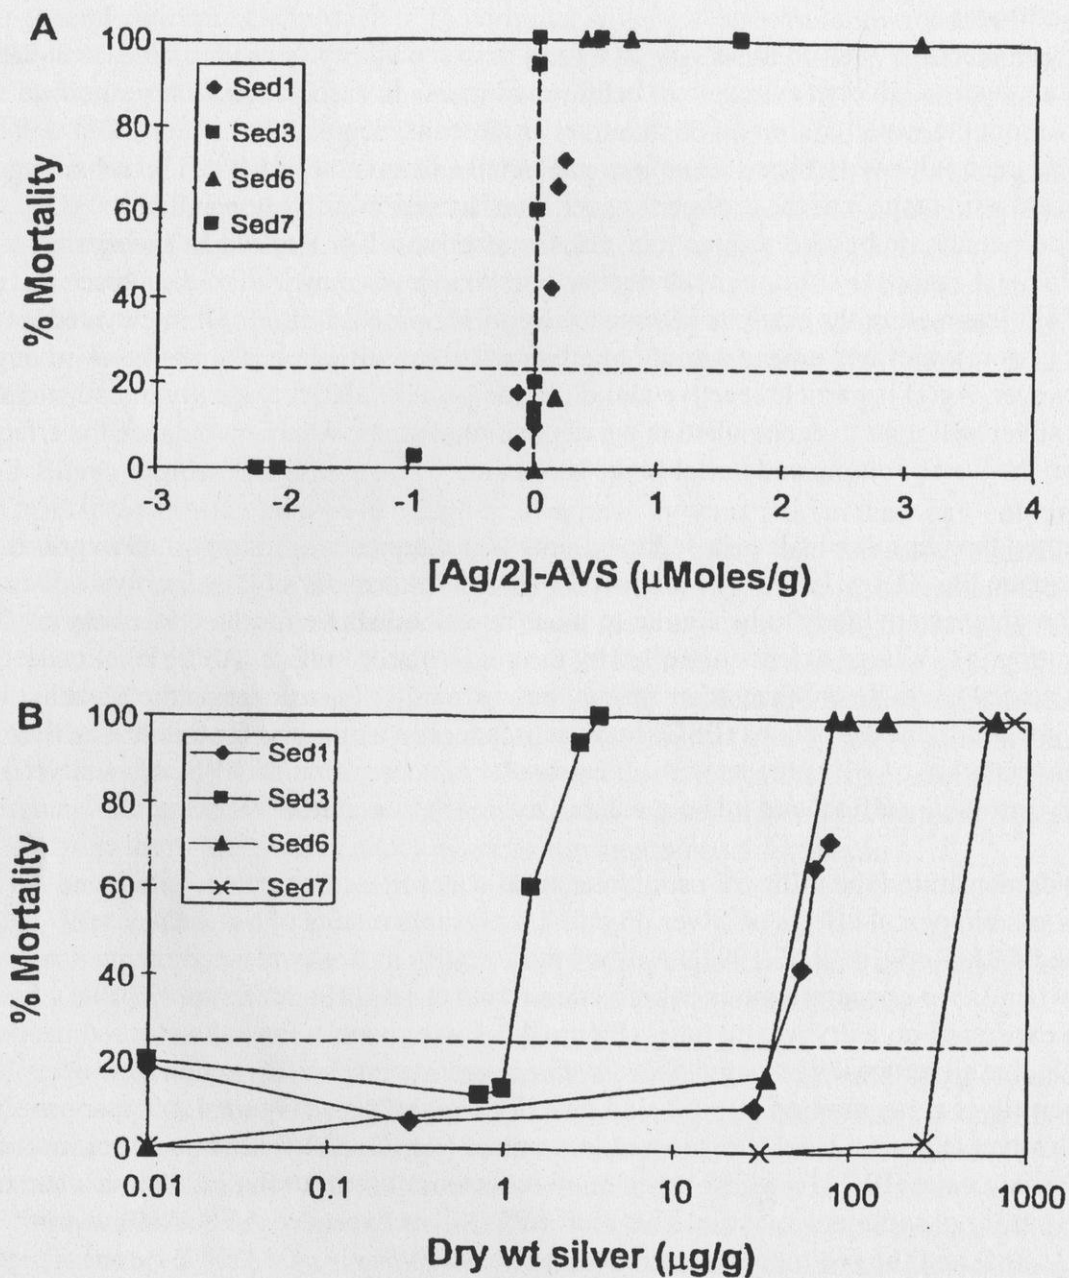 A
100
80
60
40
20
0
% Mortality
Sed1
Sed3
Sed6
Sed7
-3 -2 -1 0 1 2 3 4
[Ag/2]-AVS (μMoles/g)
B
100
80
60
40
20
0
% Mortality
Sed1
Sed3
Sed6
Sed7
0.01 0.1 1 10 100 1000
Dry wt silver (μg/g)